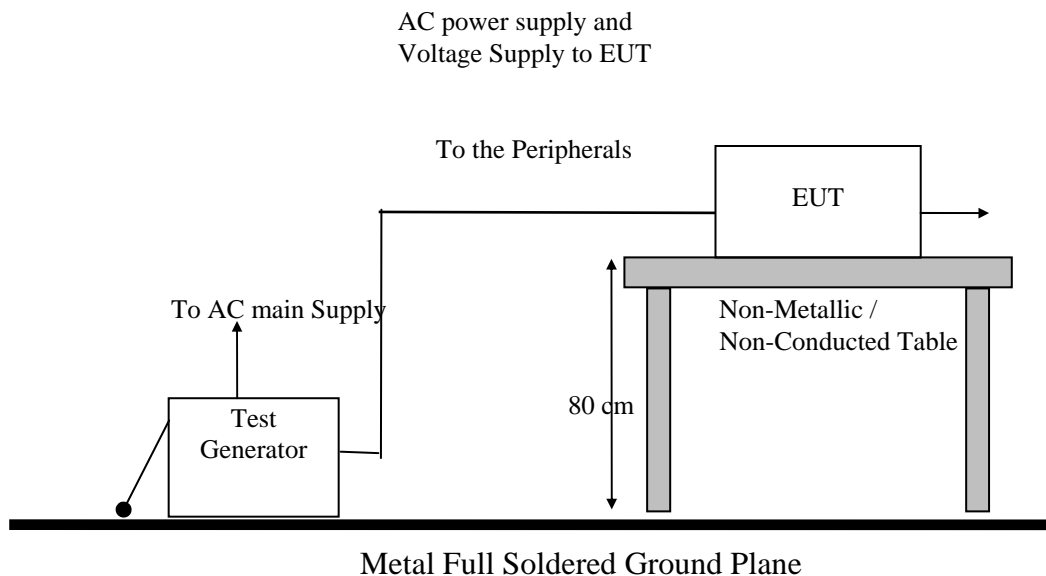 AC power supply and
Voltage Supply to EUT
To the Peripherals
EUT
To AC main Supply
Non-Metallic /
Non-Conducted Table
80 cm
Test
Generator
Metal Full Soldered Ground Plane